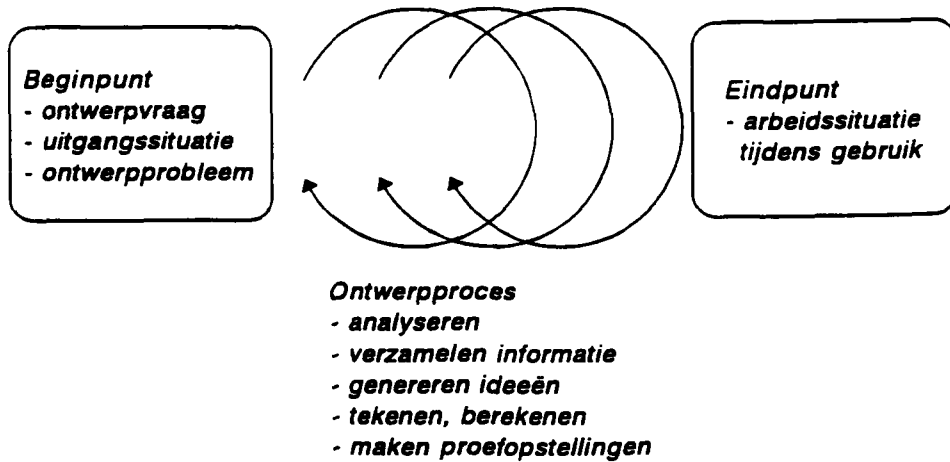 Beginpunt
- ontwerpvraag
- uitgangssituatie
- ontwerpprobleem
Eindpunt
- arbeidssituatie
tijdens gebruik
Ontwerpproces
- analyseren
- verzamelen informatie
- genereren ideeën
- tekenen, berekenen
- maken proefopstellingen